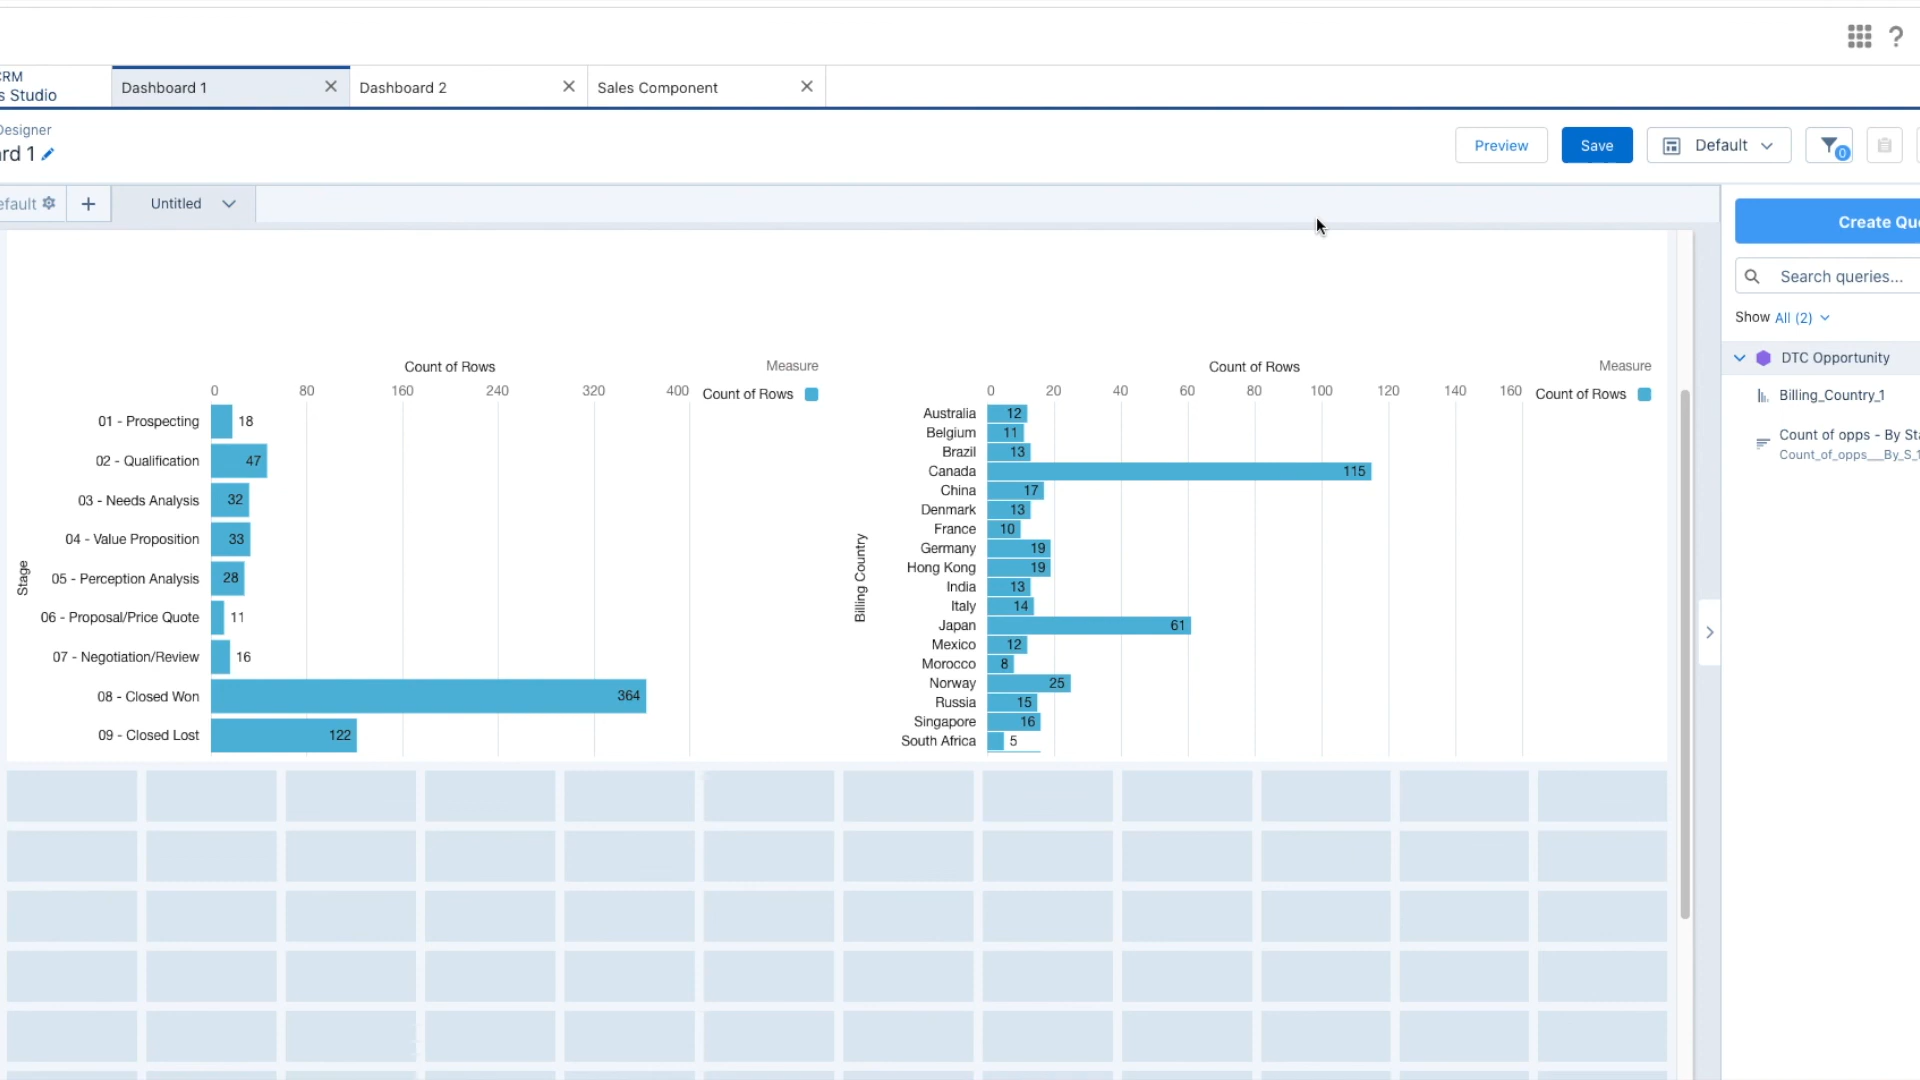 ?
CRM
s Studio
Dashboard 1
Dashboard 2
Sales Component
Designer
rd 1
Preview
Save
Default
0
efault
+
Untitled
Create Que
Search queries...
Show All (2)
DTC Opportunity
Billing_Country_1
Count of opps - By Sta
Count_of_opps__By_S_1
Count of Rows
Measure
0 80 160 240 320 400
Count of Rows
Stage
01 - Prospecting 18
02 - Qualification 47
03 - Needs Analysis 32
04 - Value Proposition 33
05 - Perception Analysis 28
06 - Proposal/Price Quote 11
07 - Negotiation/Review 16
08 - Closed Won 364
09 - Closed Lost 122
Count of Rows
Measure
0 20 40 60 80 100 120 140 160
Count of Rows
Billing Country
Australia 12
Belgium 11
Brazil 13
Canada 115
China 17
Denmark 13
France 10
Germany 19
Hong Kong 19
India 13
Italy 14
Japan 61
Mexico 12
Morocco 8
Norway 25
Russia 15
Singapore 16
South Africa 5